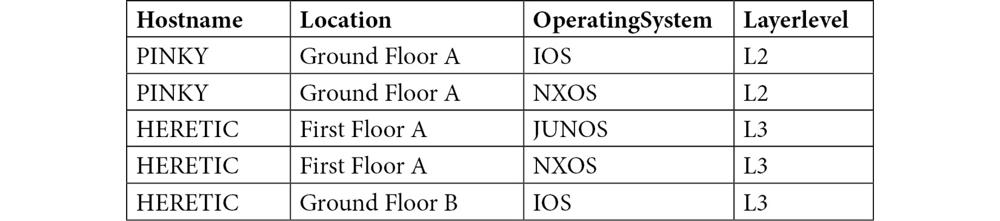 Hostname Location OperatingSystem Layerlevel
PINKY Ground Floor A IOS L2
PINKY Ground Floor A NXOS L2
HERETIC First Floor A JUNOS L3
HERETIC First Floor A NXOS L3
HERETIC Ground Floor B IOS L3